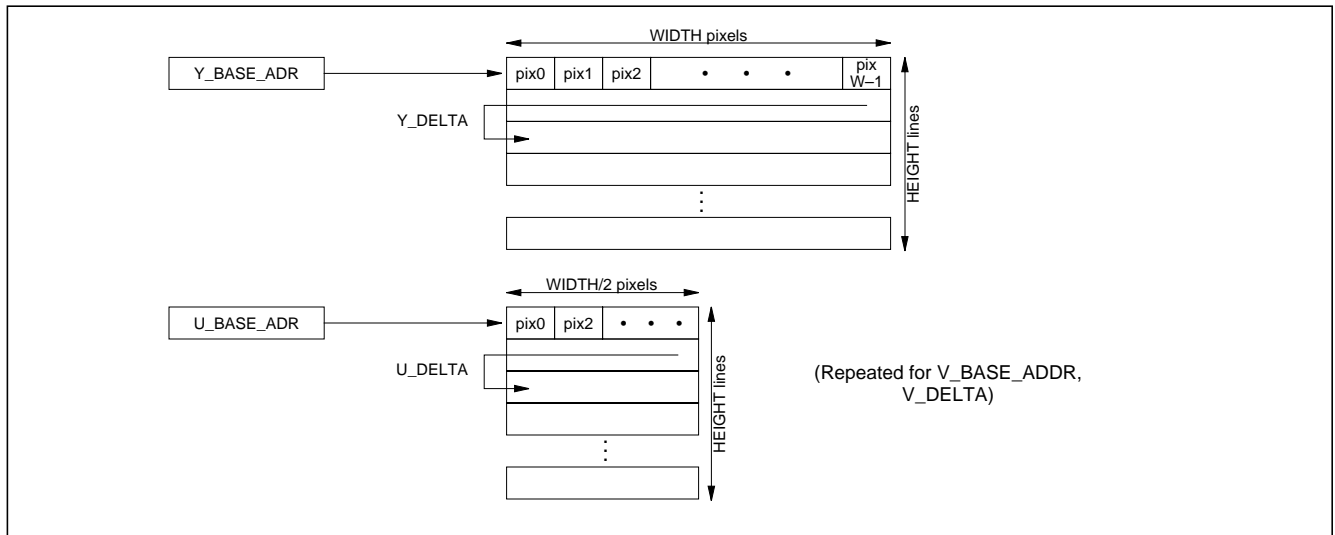 WIDTH pixels
Y_BASE_ADR
pix0 pix1 pix2 • • • pix
W–1
Y_DELTA
HEIGHT lines
WIDTH/2 pixels
U_BASE_ADR
pix0 pix2 • • •
U_DELTA
HEIGHT lines
(Repeated for V_BASE_ADDR,
V_DELTA)